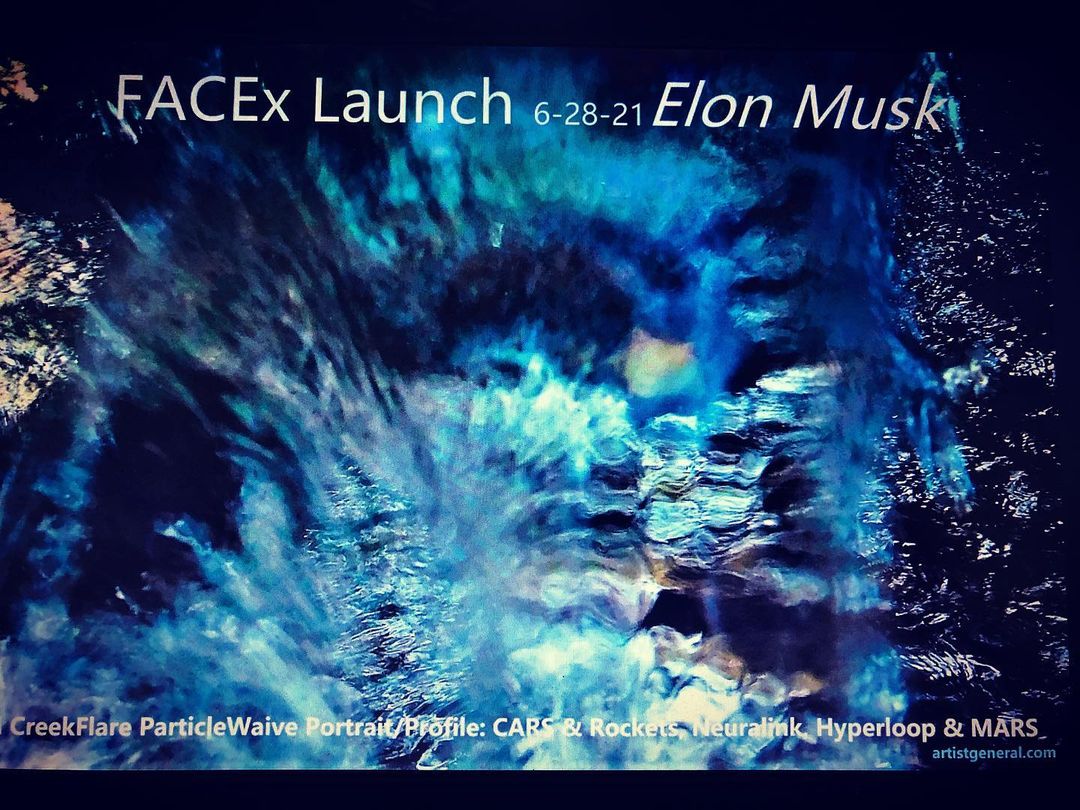 FACEx Launch 6-28-21 Elon Musk
CreekFlare ParticleWaive Portrait/Profile: CARS & Rockets, Neuralink, Hyperloop & MARS
artistgeneral.com